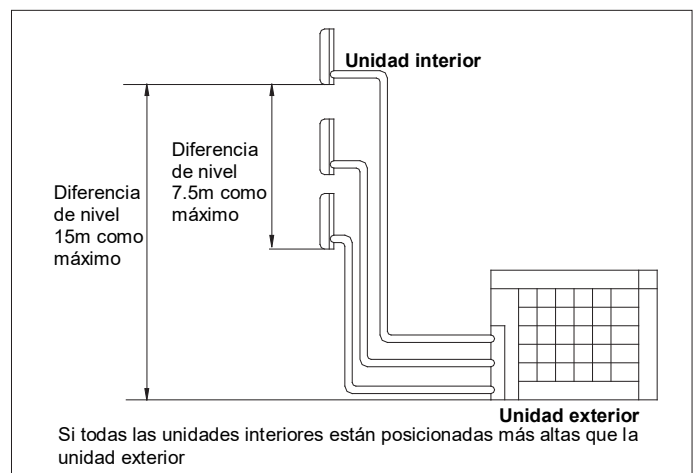 Unidad interior
Diferencia
de nivel
7.5m como
máximo
Diferencia
de nivel
15m como
máximo
Unidad exterior
Si todas las unidades interiores están posicionadas más altas que la
unidad exterior